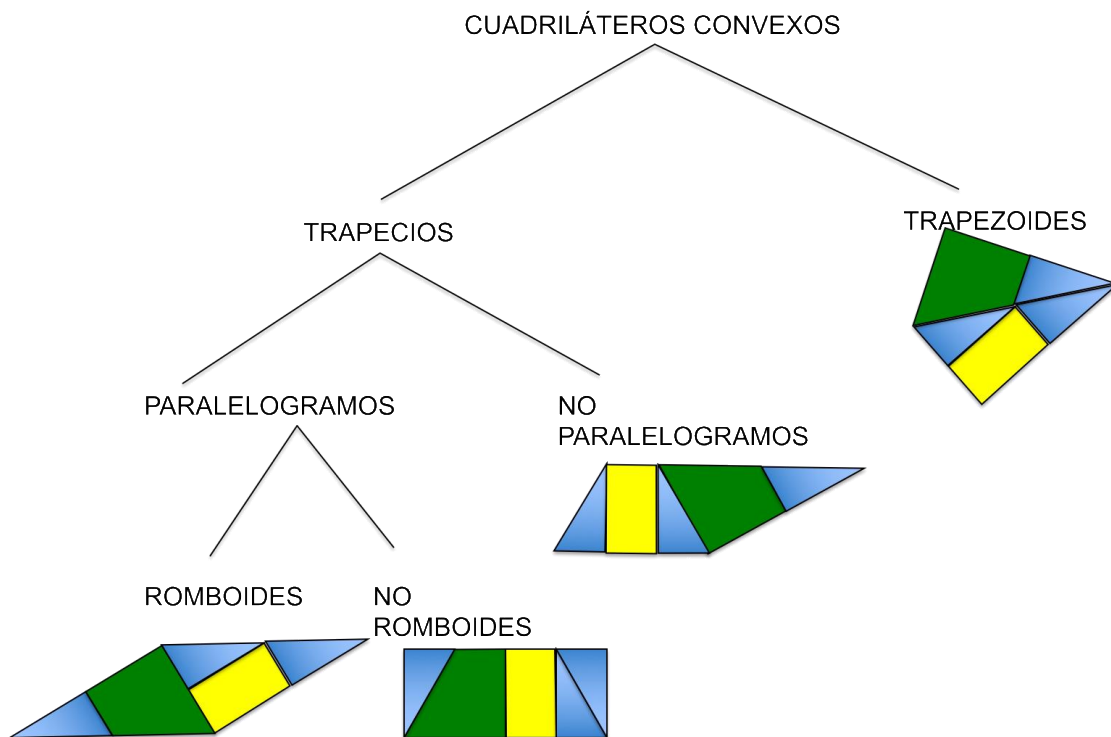 CUADRILÁTEROS CONVEXOS
TRAPECIOS
TRAPEZOIDES
PARALELOGRAMOS
NO
PARALELOGRAMOS
ROMBOIDES
NO
ROMBOIDES